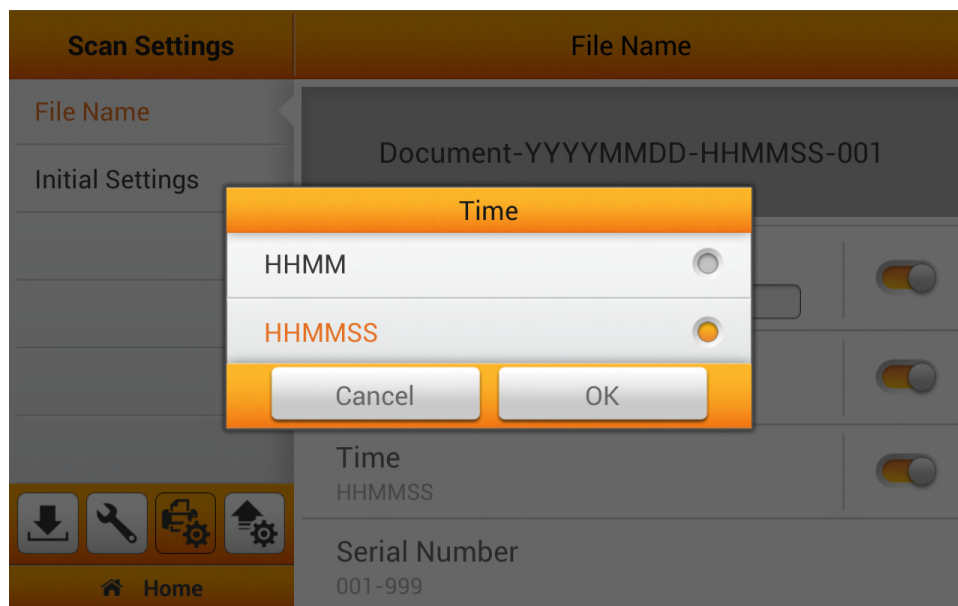 Scan Settings
File Name
File Name
Initial Settings
Document-YYYYMMDD-HHMMSS-001
Time
HHMM
HHMMSS
Cancel
OK
Time
HHMMSS
Serial Number
001-999
Home